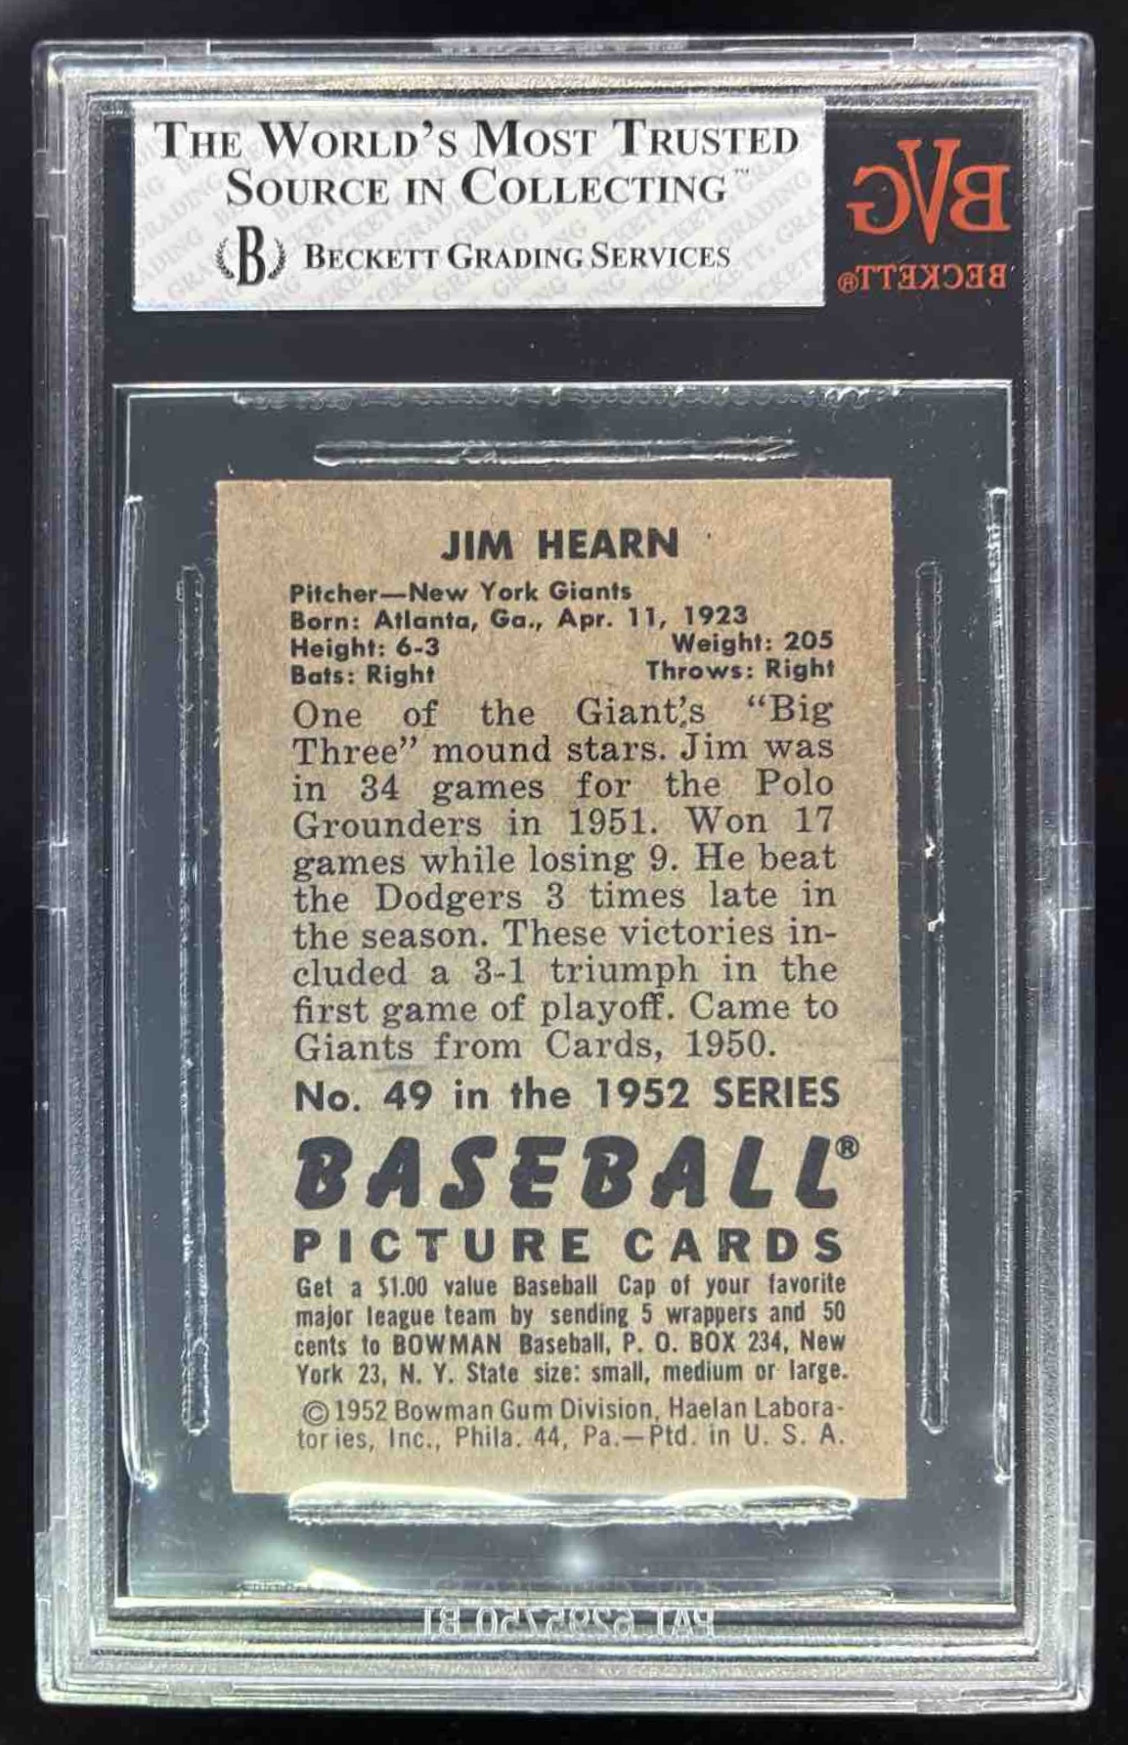 THE WORLD'S MOST TRUSTED
SOURCE IN COLLECTING™
B BECKETT GRADING SERVICES
BVG
BECKETT®
JIM HEARN
Pitcher—New York Giants
Born: Atlanta, Ga., Apr. 11, 1923
Height: 6-3 Weight: 205
Bats: Right Throws: Right
One of the Giant's "Big
Three" mound stars. Jim was
in 34 games for the Polo
Grounders in 1951. Won 17
games while losing 9. He beat
the Dodgers 3 times late in
the season. These victories in-
cluded a 3-1 triumph in the
first game of playoff. Came to
Giants from Cards, 1950.
No. 49 in the 1952 SERIES
BASEBALL®
PICTURE CARDS
Get a $1.00 value Baseball Cap of your favorite
major league team by sending 5 wrappers and 50
cents to BOWMAN Baseball, P. O. BOX 234, New
York 23, N. Y. State size: small, medium or large.
©1952 Bowman Gum Division, Haelan Labora-
tories, Inc., Phila. 44, Pa.—Ptd. in U. S. A.
PAT 6295750 B1